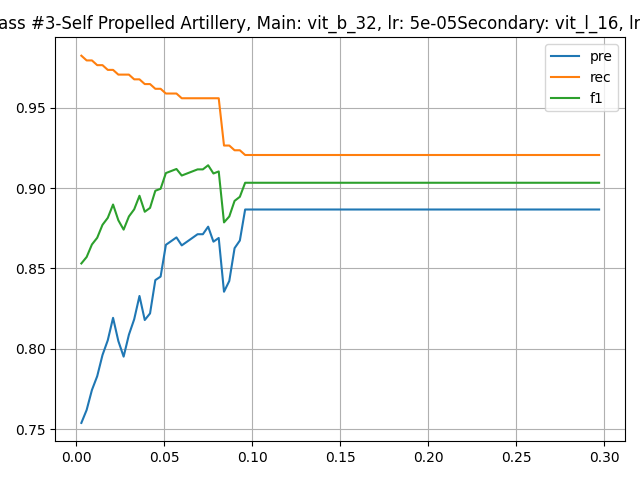 ass #3-Self Propelled Artillery, Main: vit_b_32, lr: 5e-05Secondary: vit_l_16, lr
pre
rec
f1
0.95
0.90
0.85
0.80
0.75
0.00 0.05 0.10 0.15 0.20 0.25 0.30